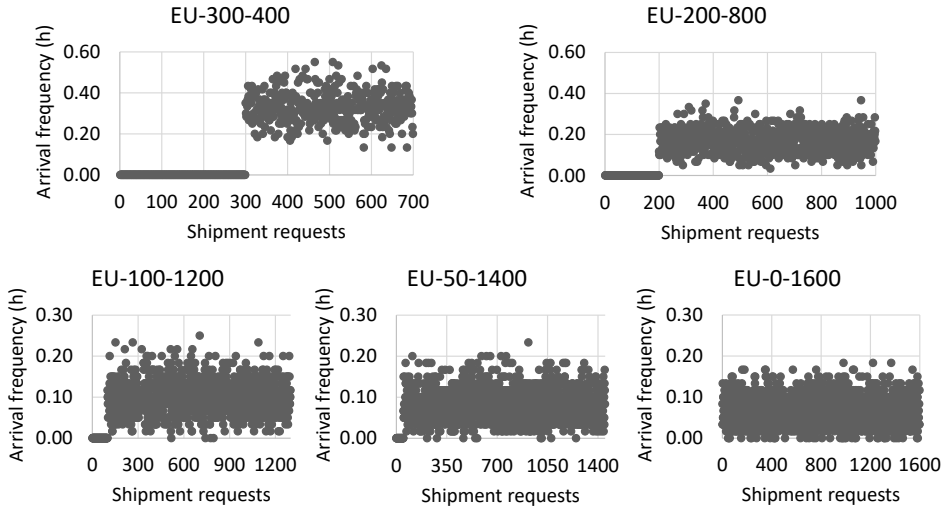 EU-300-400
Arrival frequency (h)
0.60
0.40
0.20
0.00
0 100 200 300 400 500 600 700
Shipment requests
EU-200-800
Arrival frequency (h)
0.60
0.40
0.20
0.00
0 200 400 600 800 1000
Shipment requests
EU-100-1200
Arrival frequency (h)
0.30
0.20
0.10
0.00
0 300 600 900 1200
Shipment requests
EU-50-1400
Arrival frequency (h)
0.30
0.20
0.10
0.00
0 350 700 1050 1400
Shipment requests
EU-0-1600
Arrival frequency (h)
0.30
0.20
0.10
0.00
0 400 800 1200 1600
Shipment requests